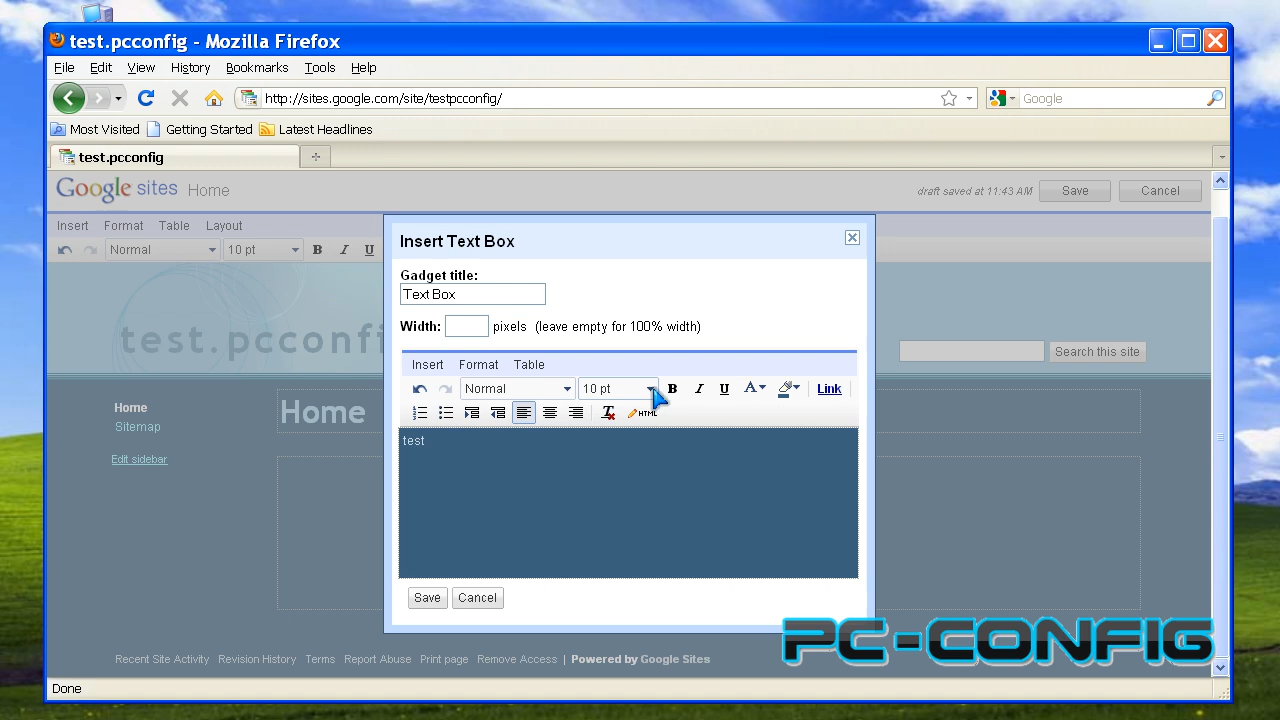 test.pcconfig - Mozilla Firefox
File Edit View History Bookmarks Tools Help
http://sites.google.com/site/testpcconfig/ Google
Most Visited Getting Started Latest Headlines
test.pcconfig
Google sites Home draft saved at 11:43 AM Save Cancel
Insert Format Table Layout
Normal 10 pt B I U
test.pcconfi
Search this site
Home
Sitemap
Edit sidebar
Home
Insert Text Box
Gadget title:
Text Box
Width: pixels (leave empty for 100% width)
Insert Format Table
Normal 10 pt B I U A Link
T HTML
test
Save Cancel
Recent Site Activity Revision History Terms Report Abuse Print page Remove Access | Powered by Google Sites
PC-CONFIG
Done